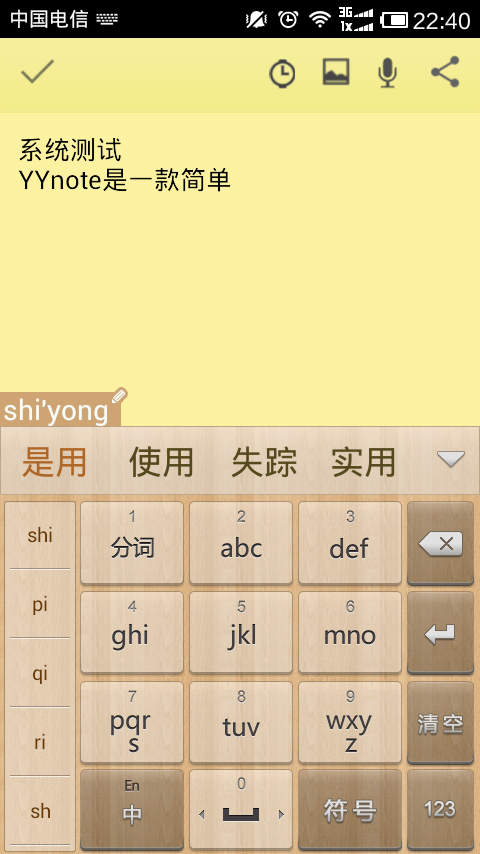 中国电信 3G 1x 22:40
系统测试
YYnote是一款简单
shi'yong
是用 使用 失踪 实用
shi
pi
qi
ri
sh
1 分词
2 abc
3 def
4 ghi
5 jkl
6 mno
7 pqrs
8 tuv
9 wxyz
清空
En 中
0
符号
123